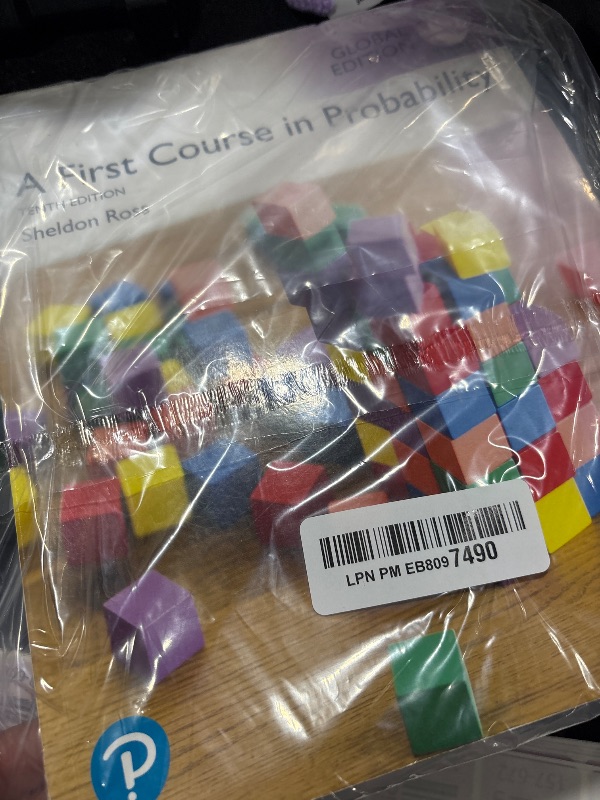 GLOBAL
EDITION
A First Course in Probability
TENTH EDITION
Sheldon Ross
LPN PM EB8097490
P